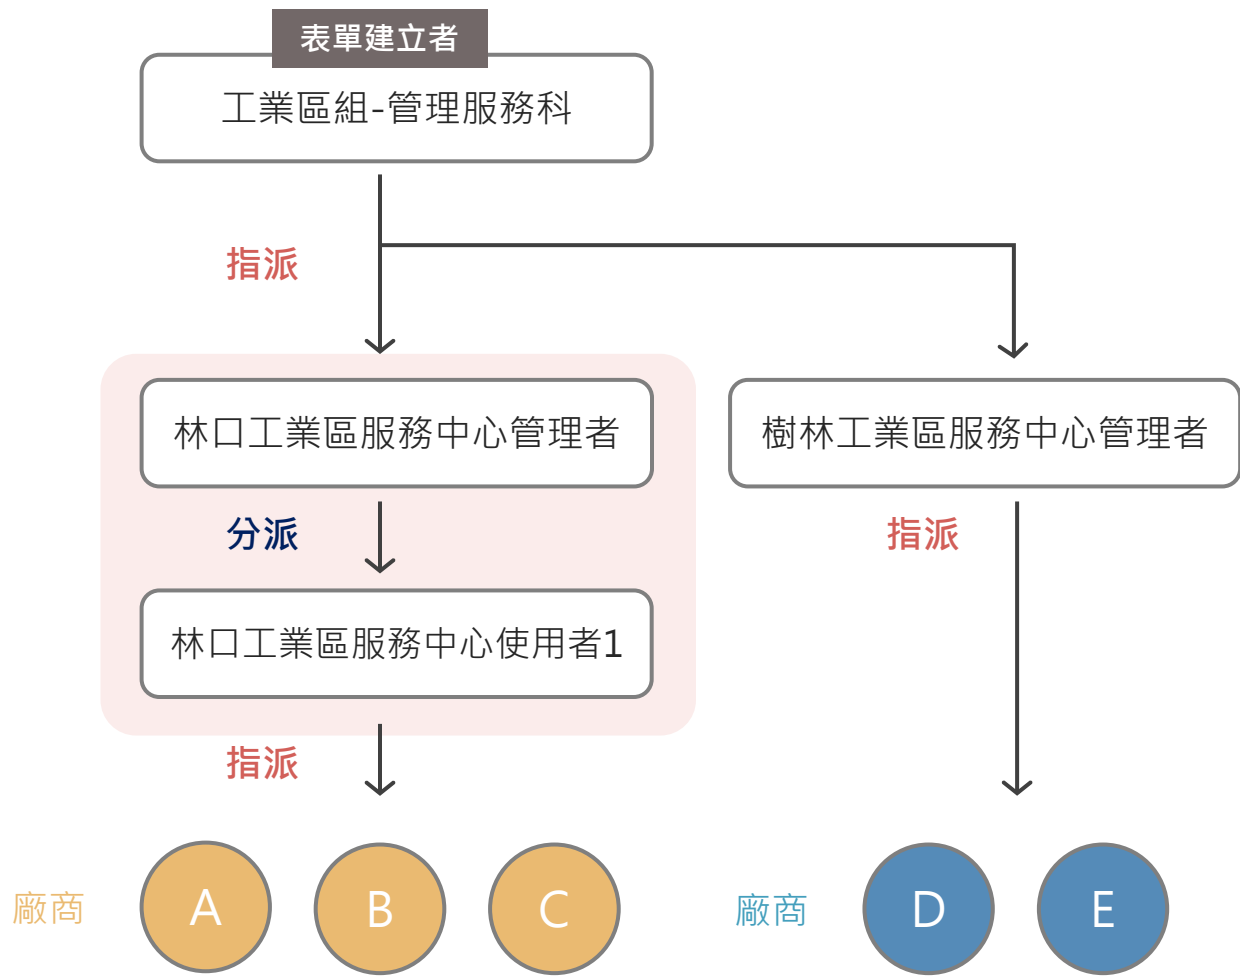 表單建立者
工業區組-管理服務科
指派
林口工業區服務中心管理者
樹林工業區服務中心管理者
分派
指派
林口工業區服務中心使用者1
指派
廠商
A
B
C
廠商
D
E